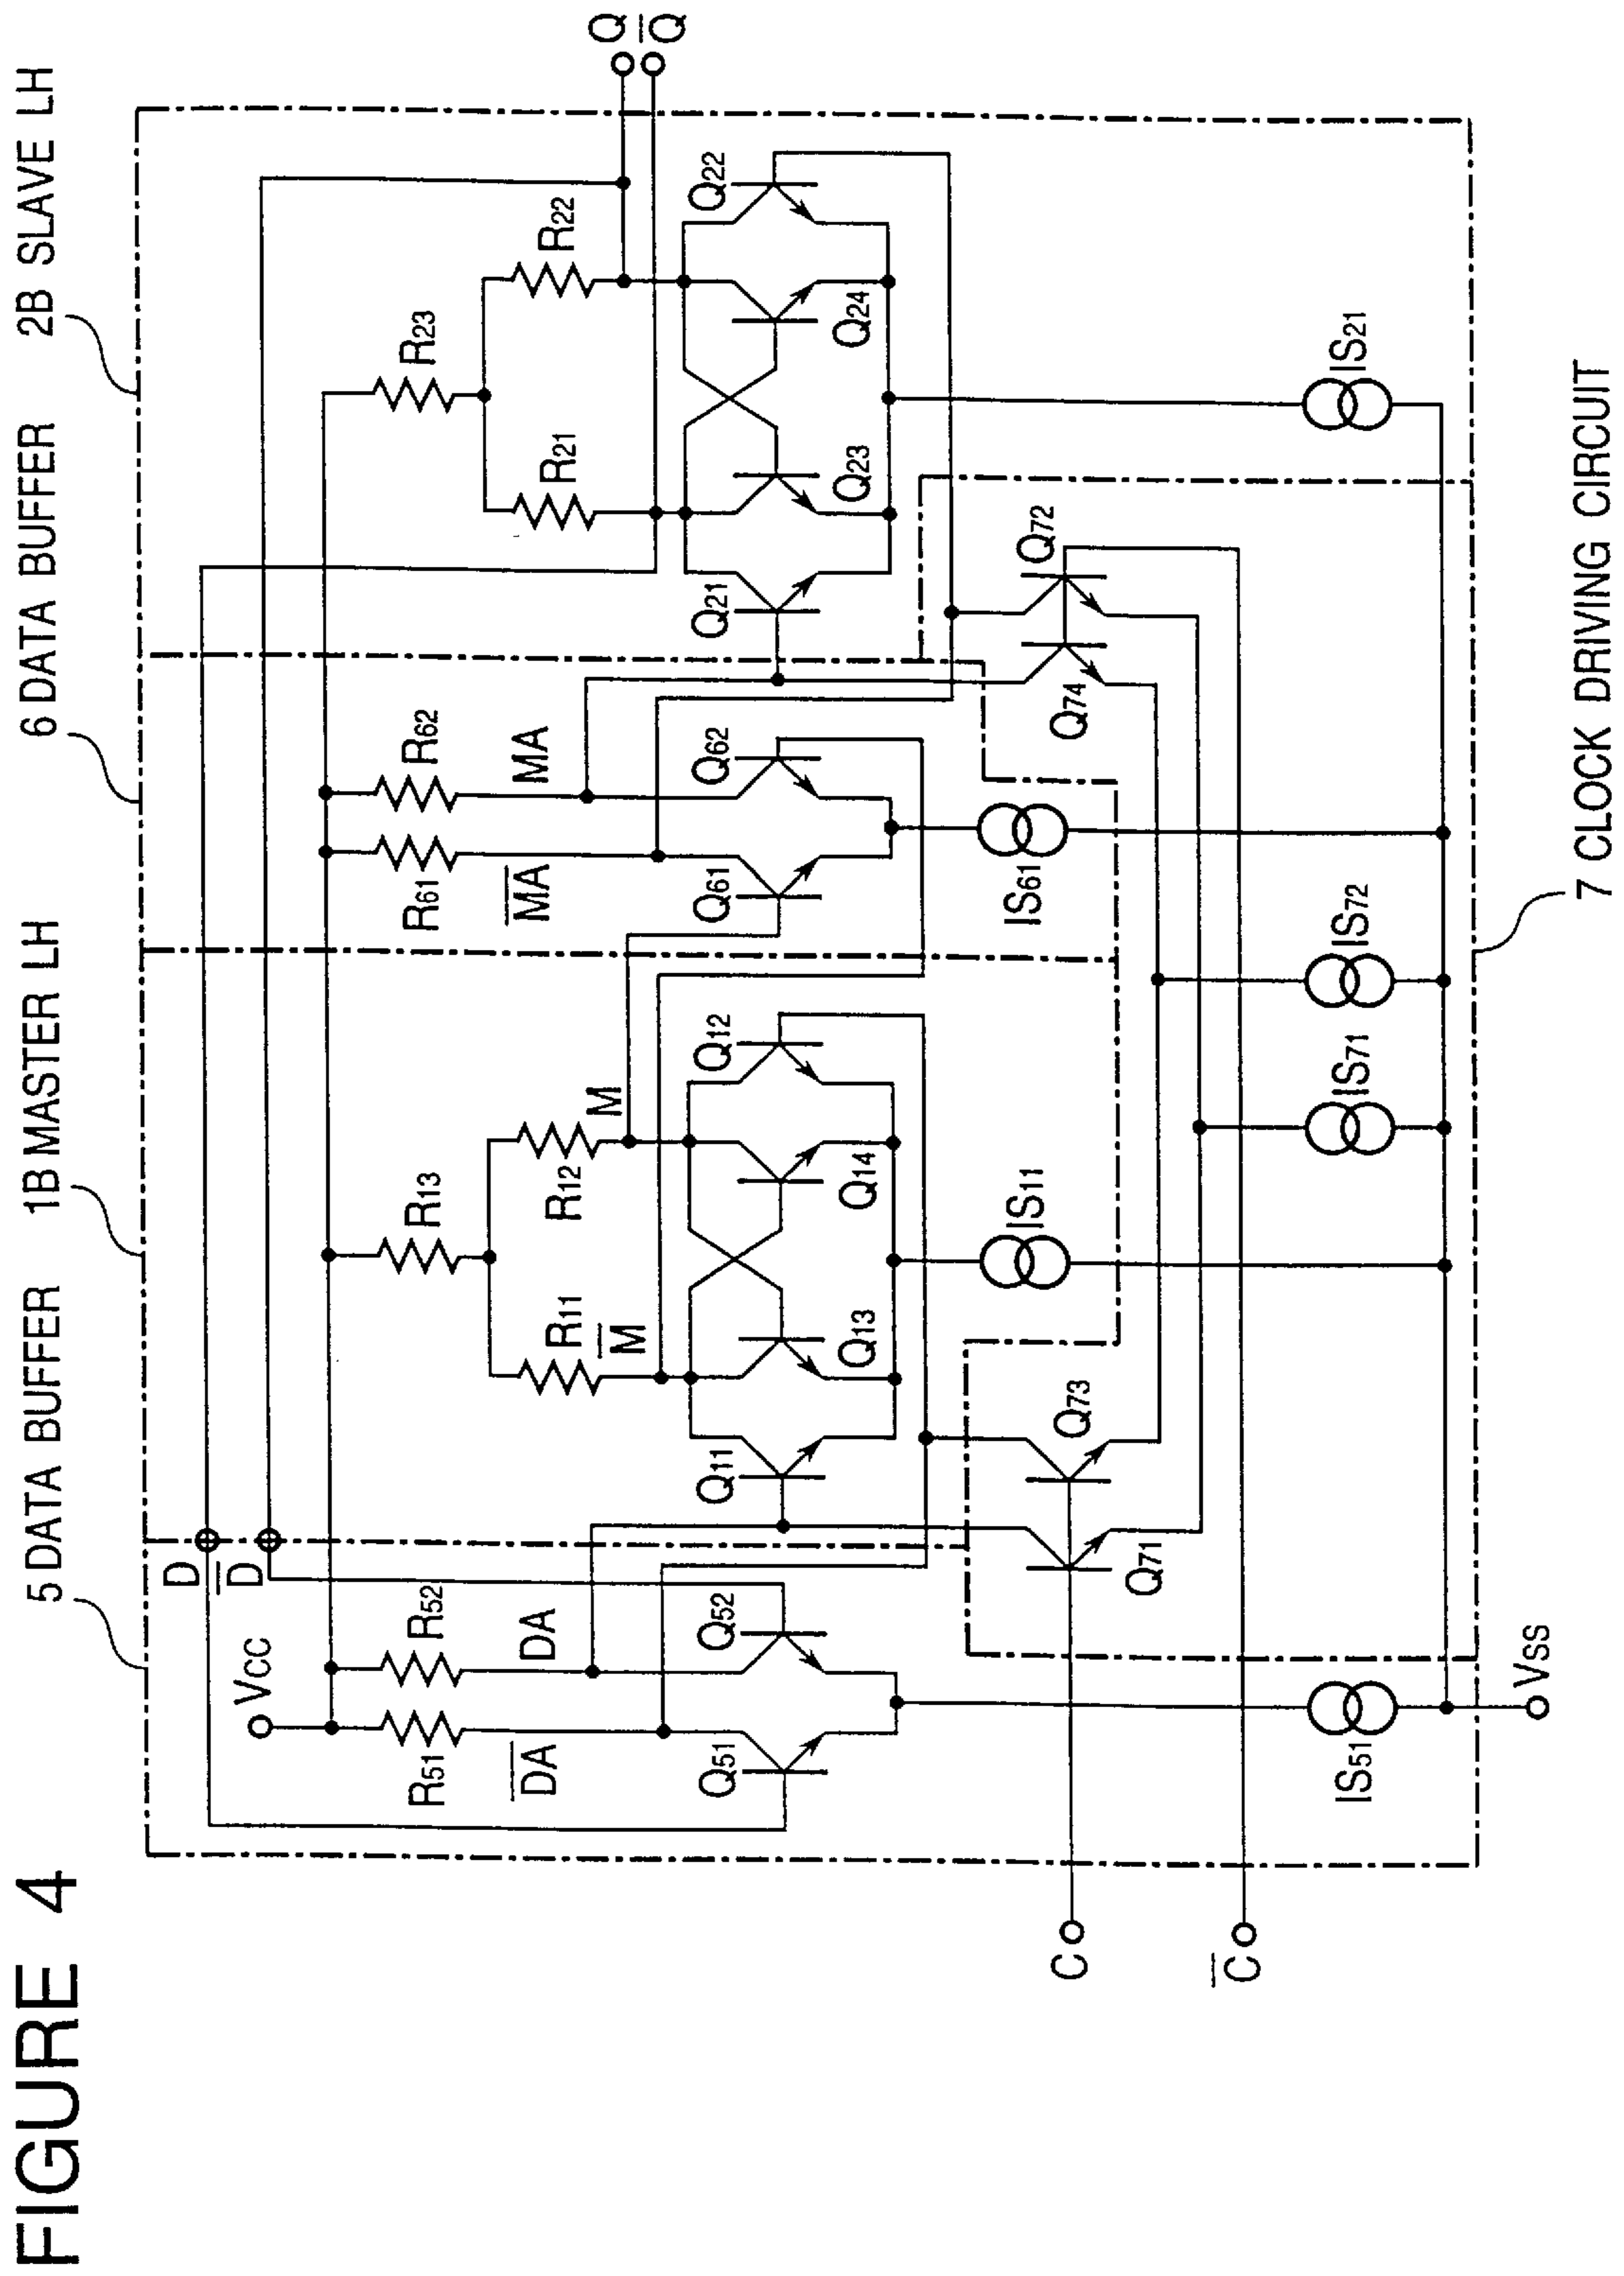 FIGURE 4
5 DATA BUFFER
1B MASTER LH
6 DATA BUFFER
2B SLAVE LH
D
D̅
VCC
R51
R52
R13
R61
R62
R23
D̅A̅
DA
R11
R12
M̅A̅
MA
R21
R22
Q
Q̅
M̅
M
Q51
Q52
Q11
Q12
Q61
Q62
Q21
Q22
Q13
Q14
Q23
Q24
IS11
IS61
C
Q71
Q73
Q74
Q72
C̅
IS51
IS71
IS72
IS21
VSS
7 CLOCK DRIVING CIRCUIT